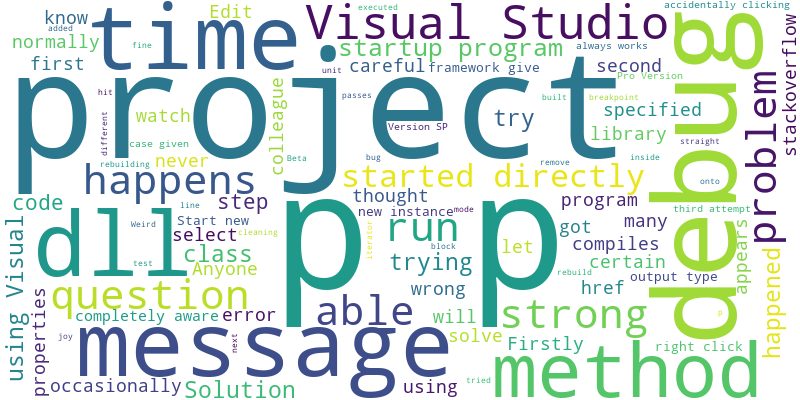 accidentally clicking
executed
know
added
normally
first
Edit
time
fine
Visual Studio
startup program
always works
careful
framework give
second
stackoverflow
project
hit
different
watch
case given
rebuilding
never
colleague
unit
passes
Version SP
try
Pro Version
built
breakpoint
specified
library
straight
debug
problem
happens
Beta
bug
started directly
remove
inside
code
step
line
Weird
Start new
select
cleaning
class
Anyone
test
dll
thought
new instance
mode
p
p
run
block
iterator
trying
wrong
let
program
got
many
compiles
certain
onto
third attempt
output type
href
rebuild
appears
happened
using Visual
properties
question
completely aware
error
next
able
will
solve
strong
Firstly
p
right click
joy
message
occasionally
Solution
using
tried
method